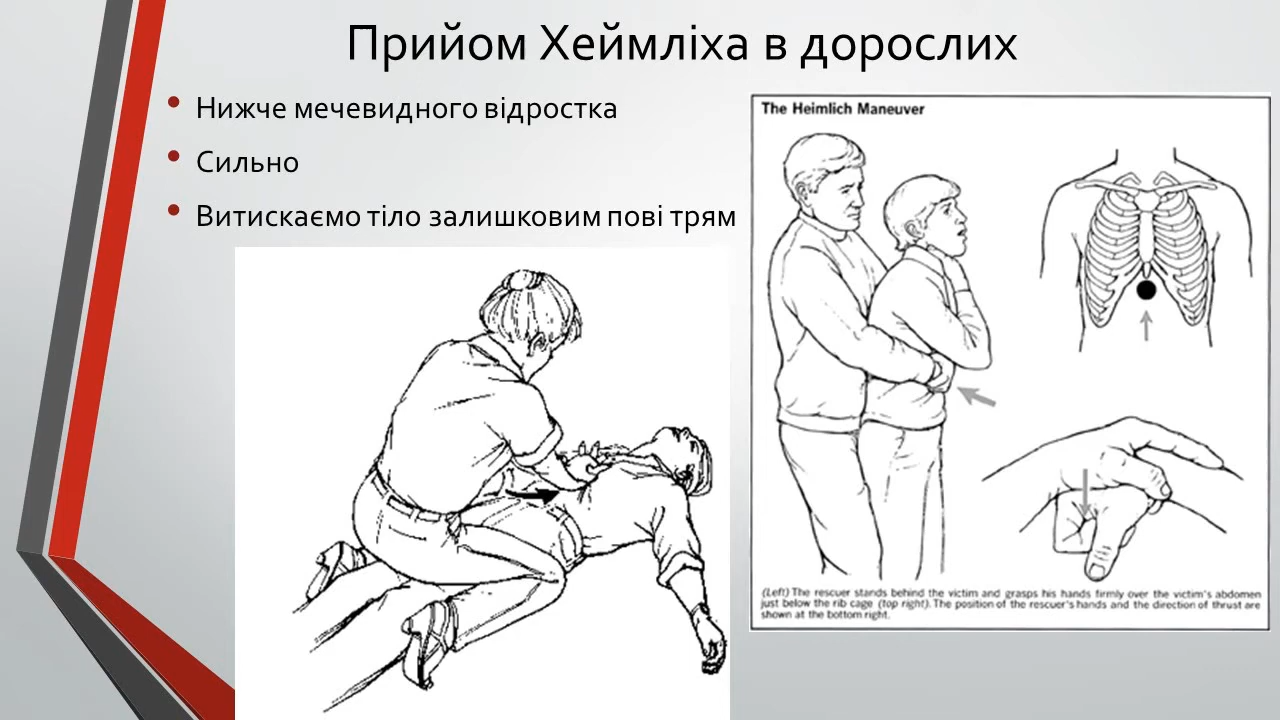 Прийом Хеймліха в дорослих
Нижче мечевидного відростка
Сильно
Витискаємо тіло залишковим пові трям
The Heimlich Maneuver
(Left) The rescuer stands behind the victim and grasps his hands firmly over the victim's abdomen
just below the rib cage (top right). The position of the rescuer's hands and the direction of thrust are
shown at the bottom right.